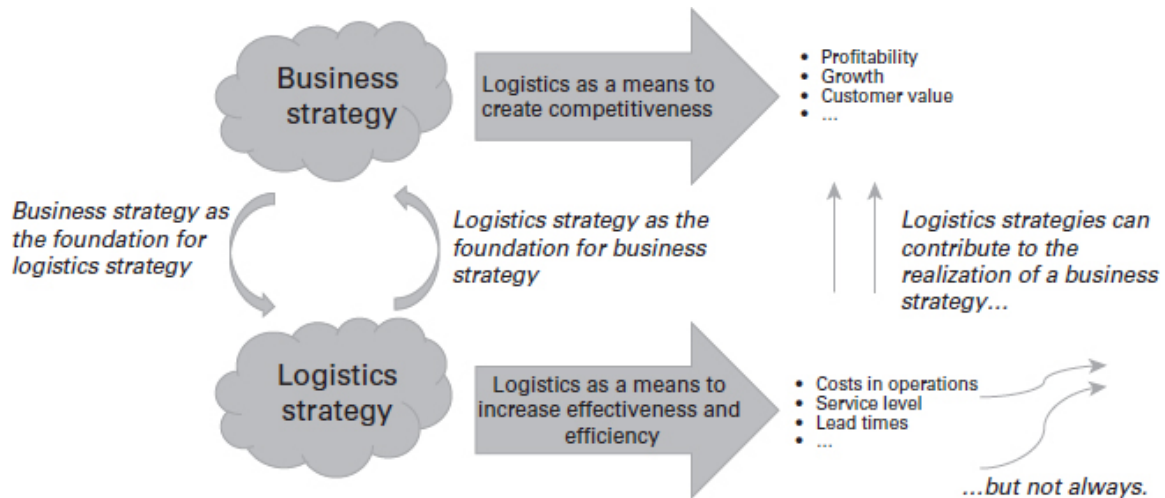 Business
strategy
Logistics as a means to
create competitiveness
• Profitability
• Growth
• Customer value
• ...
Business strategy as
the foundation for
logistics strategy
Logistics strategy as the
foundation for business
strategy
Logistics strategies can
contribute to the
realization of a business
strategy...
Logistics
strategy
Logistics as a means to
increase effectiveness and
efficiency
• Costs in operations
• Service level
• Lead times
• ...
...but not always.